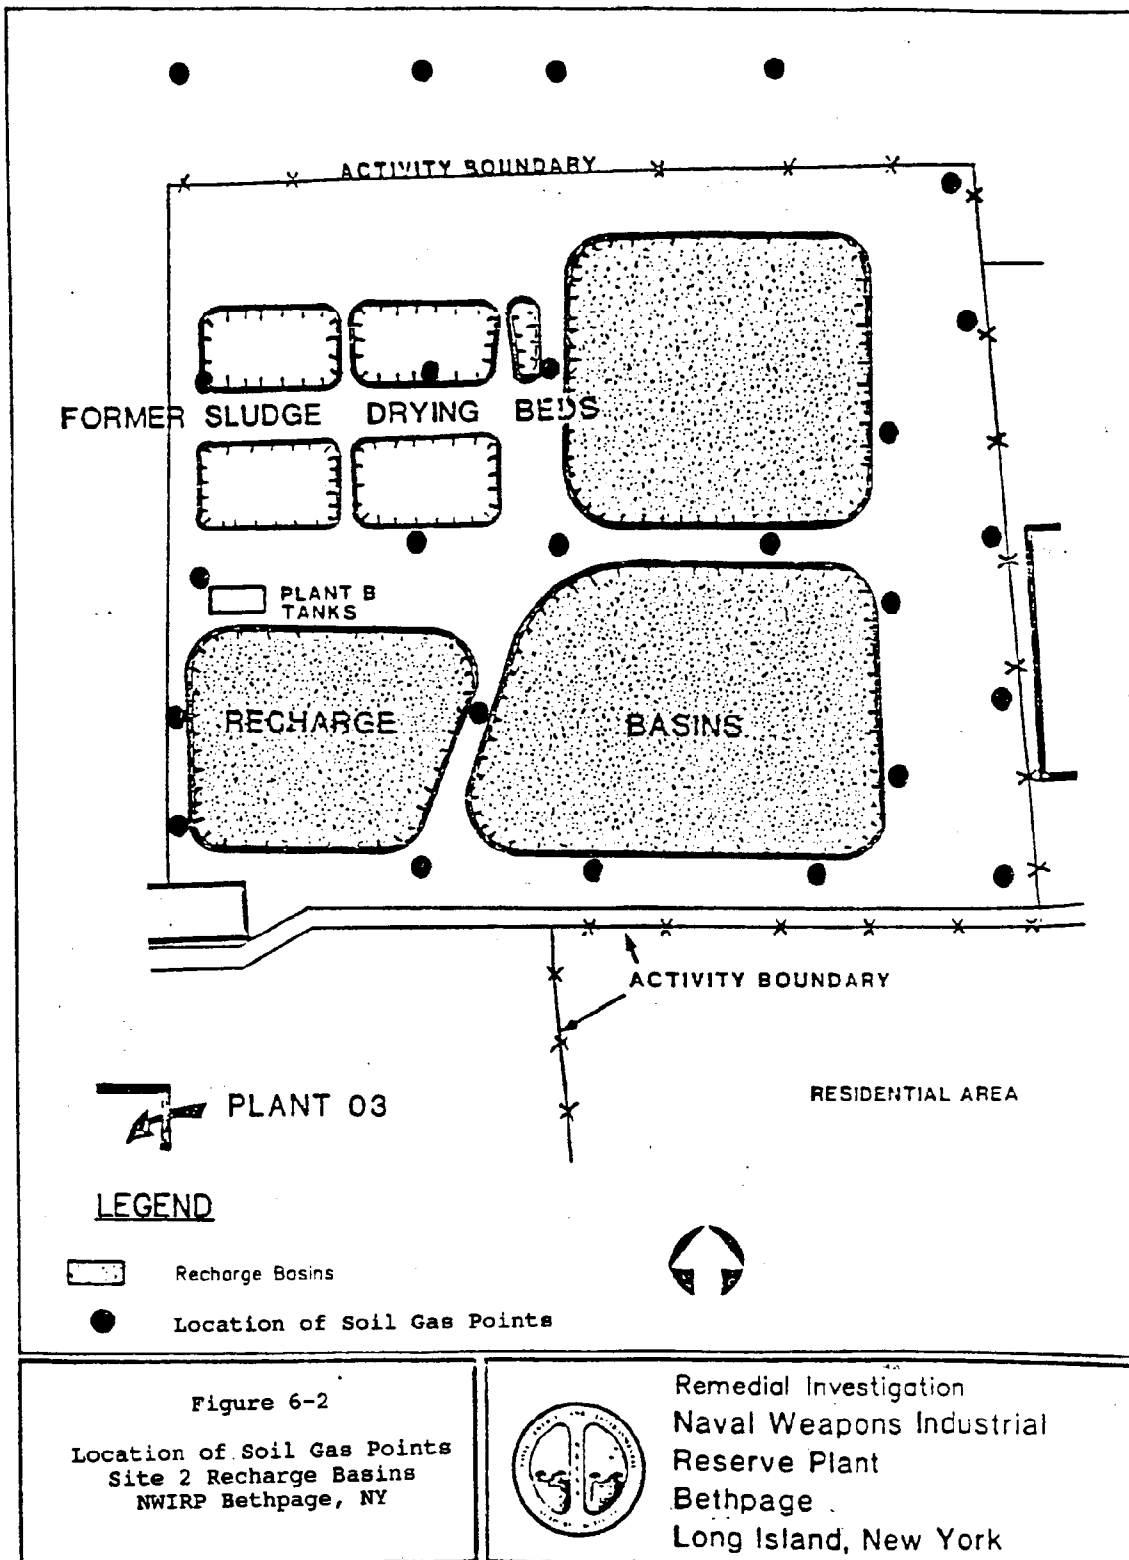 ACTIVITY BOUNDARY
FORMER SLUDGE DRYING BEDS
PLANT B
TANKS
RECHARGE BASINS
ACTIVITY BOUNDARY
RESIDENTIAL AREA
PLANT 03
LEGEND
Recharge Basins
Location of Soil Gas Points
Figure 6-2
Location of Soil Gas Points
Site 2 Recharge Basins
NWIRP Bethpage, NY
Remedial Investigation
Naval Weapons Industrial
Reserve Plant
Bethpage
Long Island, New York